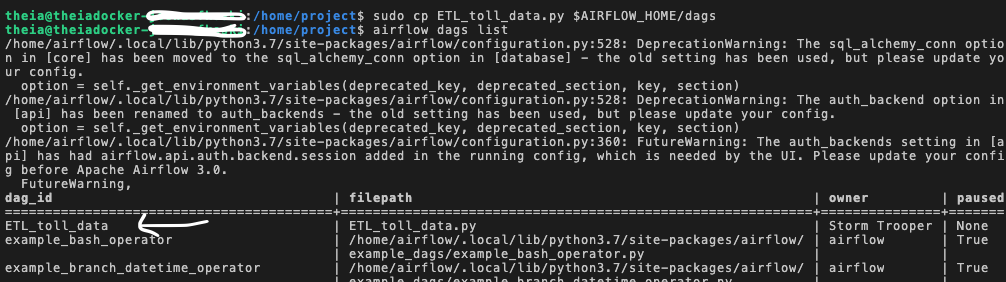 theia@theiadocker-:/home/project$ sudo cp ETL_toll_data.py $AIRFLOW_HOME/dags
theia@theiadocker-:/home/project$ airflow dags list
/home/airflow/.local/lib/python3.7/site-packages/airflow/configuration.py:528: DeprecationWarning: The sql_alchemy_conn optio
n in [core] has been moved to the sql_alchemy_conn option in [database] - the old setting has been used, but please update yo
ur config.
  option = self._get_environment_variables(deprecated_key, deprecated_section, key, section)
/home/airflow/.local/lib/python3.7/site-packages/airflow/configuration.py:528: DeprecationWarning: The auth_backend option in
 [api] has been renamed to auth_backends - the old setting has been used, but please update your config.
  option = self._get_environment_variables(deprecated_key, deprecated_section, key, section)
/home/airflow/.local/lib/python3.7/site-packages/airflow/configuration.py:360: FutureWarning: The auth_backends setting in [a
pi] has had airflow.api.auth.backend.session added in the running config, which is needed by the UI. Please update your confi
g before Apache Airflow 3.0.
  FutureWarning,
dag_id | filepath | owner | paused
=======================================+==========================================================+===============+=======
ETL_toll_data | ETL_toll_data.py | Storm Trooper | None
example_bash_operator | /home/airflow/.local/lib/python3.7/site-packages/airflow/ | airflow | True
 | example_dags/example_bash_operator.py | |
example_branch_datetime_operator | /home/airflow/.local/lib/python3.7/site-packages/airflow/ | airflow | True
 | example_dags/example_branch_datetime_operator.py | |